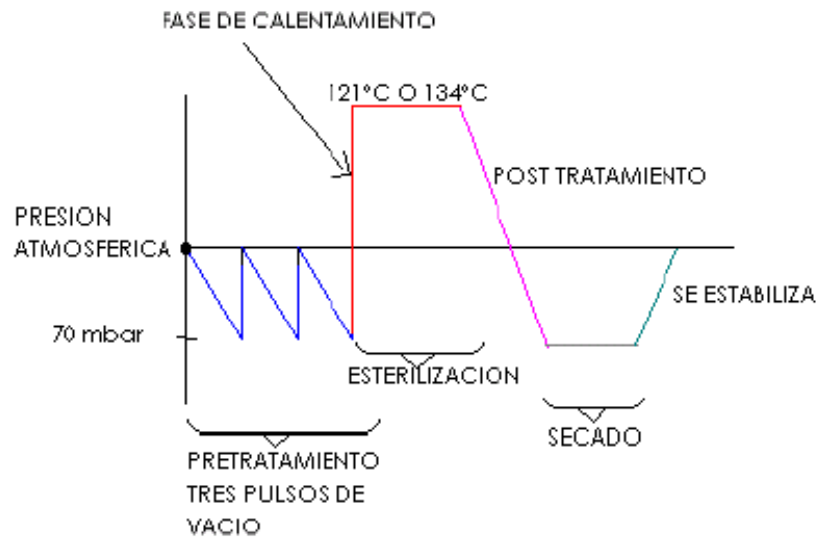 FASE DE CALENTAMIENTO
121°C O 134°C
POST TRATAMIENTO
PRESION
ATMOSFERICA
SE ESTABILIZA
70 mbar
ESTERILIZACION
SECADO
PRETRATAMIENTO
TRES PULSOS DE
VACIO